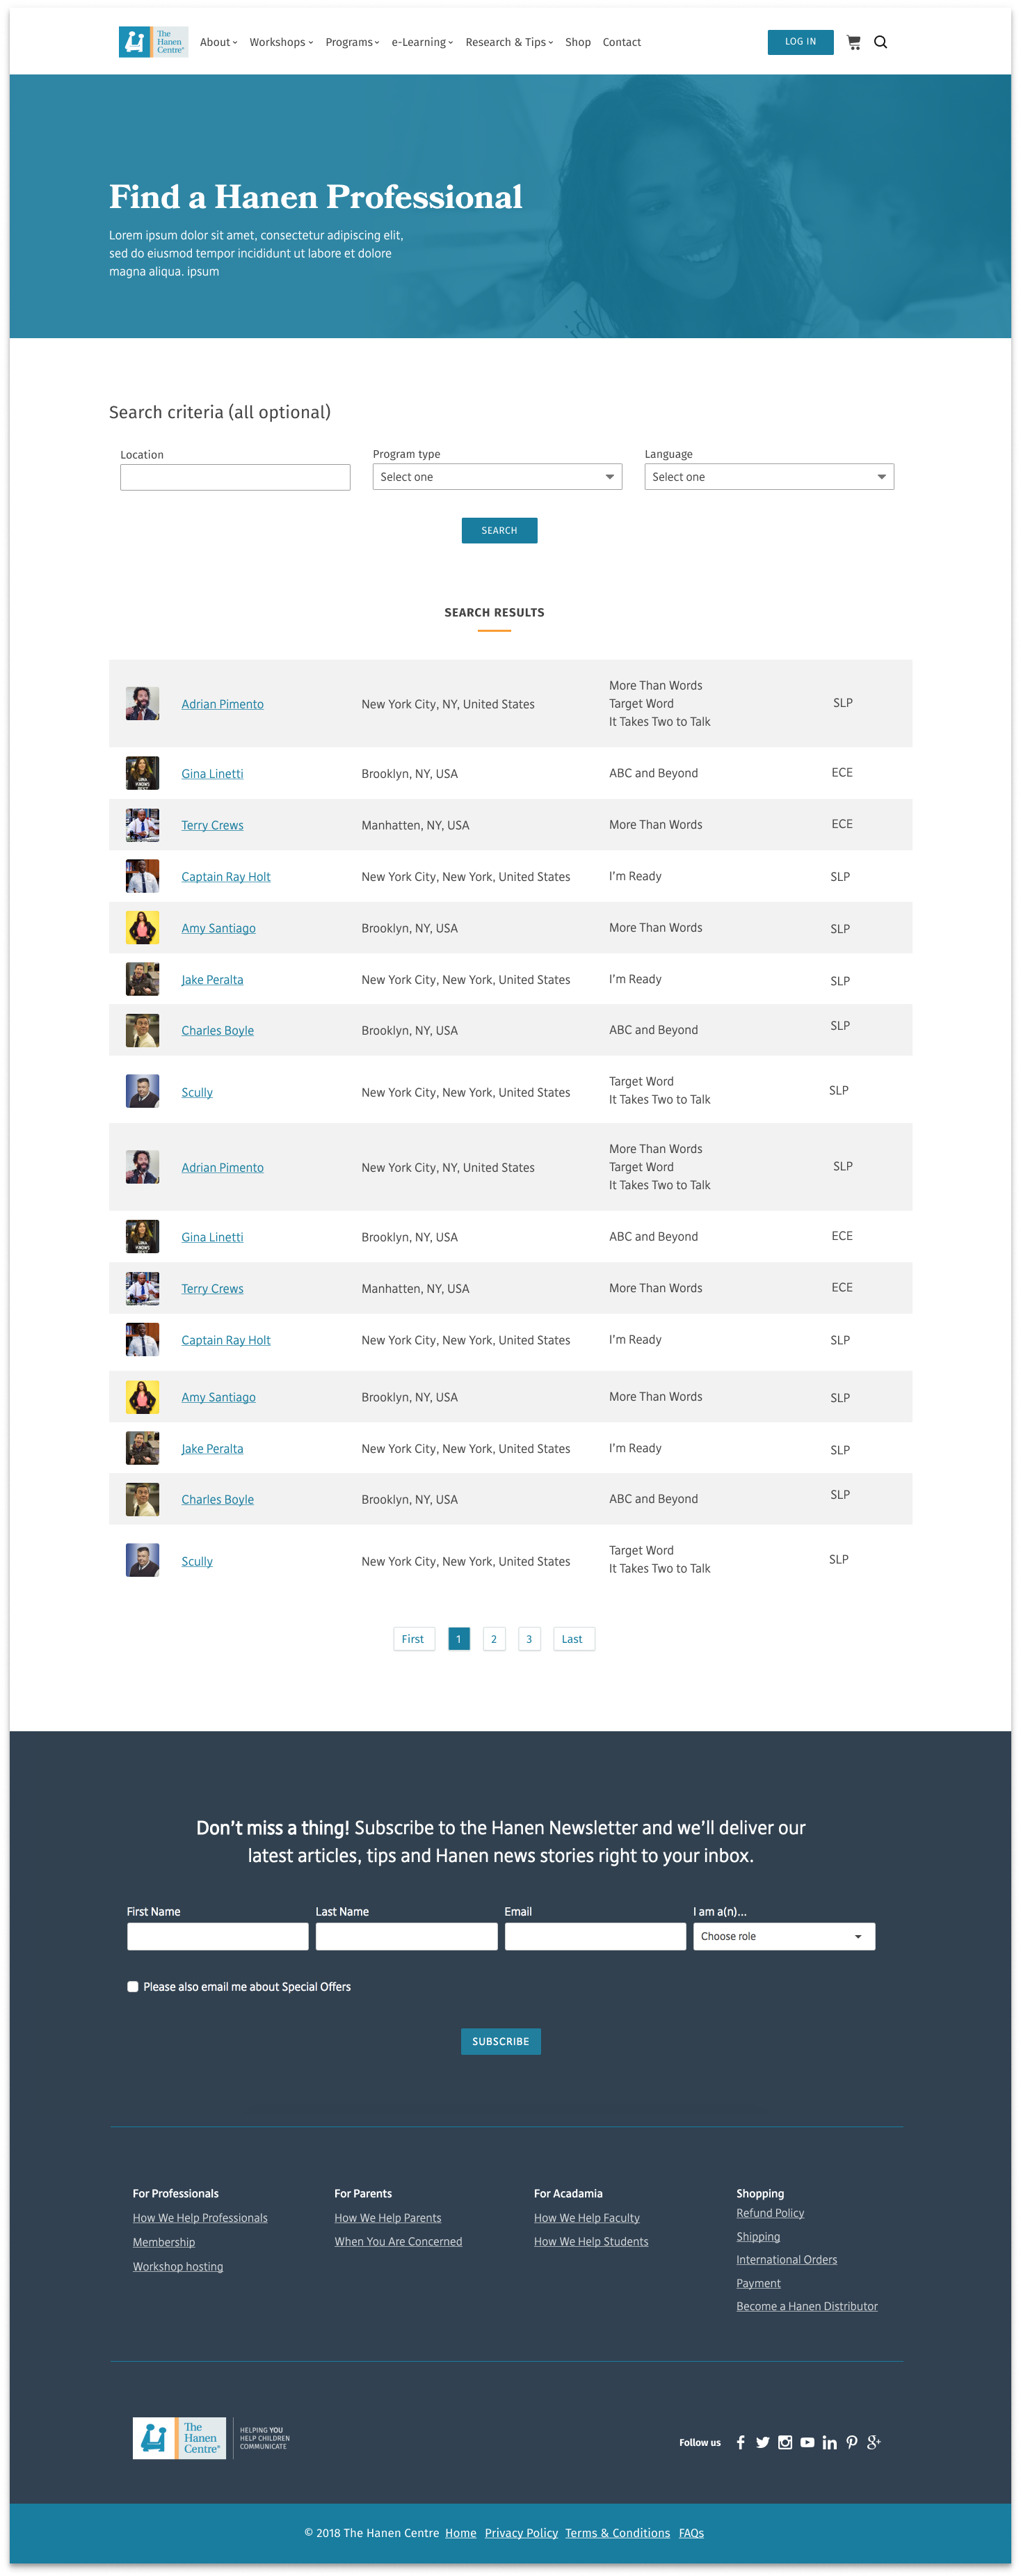 The
Hanen
Centre®
About
Workshops
Programs
e-Learning
Research & Tips
Shop
Contact
LOG IN
Find a Hanen Professional
Lorem ipsum dolor sit amet, consectetur adipiscing elit,
sed do eiusmod tempor incididunt ut labore et dolore
magna aliqua. ipsum
Search criteria (all optional)
Location
Program type
Language
Select one
Select one
SEARCH
SEARCH RESULTS
Adrian Pimento
New York City, NY, United States
More Than Words
Target Word
It Takes Two to Talk
SLP
Gina Linetti
Brooklyn, NY, USA
ABC and Beyond
ECE
Terry Crews
Manhatten, NY, USA
More Than Words
ECE
Captain Ray Holt
New York City, New York, United States
I'm Ready
SLP
Amy Santiago
Brooklyn, NY, USA
More Than Words
SLP
Jake Peralta
New York City, New York, United States
I'm Ready
SLP
Charles Boyle
Brooklyn, NY, USA
ABC and Beyond
SLP
Scully
New York City, New York, United States
Target Word
It Takes Two to Talk
SLP
Adrian Pimento
New York City, NY, United States
More Than Words
Target Word
It Takes Two to Talk
SLP
Gina Linetti
Brooklyn, NY, USA
ABC and Beyond
ECE
Terry Crews
Manhatten, NY, USA
More Than Words
ECE
Captain Ray Holt
New York City, New York, United States
I'm Ready
SLP
Amy Santiago
Brooklyn, NY, USA
More Than Words
SLP
Jake Peralta
New York City, New York, United States
I'm Ready
SLP
Charles Boyle
Brooklyn, NY, USA
ABC and Beyond
SLP
Scully
New York City, New York, United States
Target Word
It Takes Two to Talk
SLP
First
1
2
3
Last
Don't miss a thing! Subscribe to the Hanen Newsletter and we'll deliver our
latest articles, tips and Hanen news stories right to your inbox.
First Name
Last Name
Email
I am a(n)...
Choose role
Please also email me about Special Offers
SUBSCRIBE
For Professionals
How We Help Professionals
Membership
Workshop hosting
For Parents
How We Help Parents
When You Are Concerned
For Acadamia
How We Help Faculty
How We Help Students
Shopping
Refund Policy
Shipping
International Orders
Payment
Become a Hanen Distributor
The
Hanen
Centre®
HELPING YOU
HELP CHILDREN
COMMUNICATE
Follow us
© 2018 The Hanen Centre Home Privacy Policy Terms & Conditions FAQs